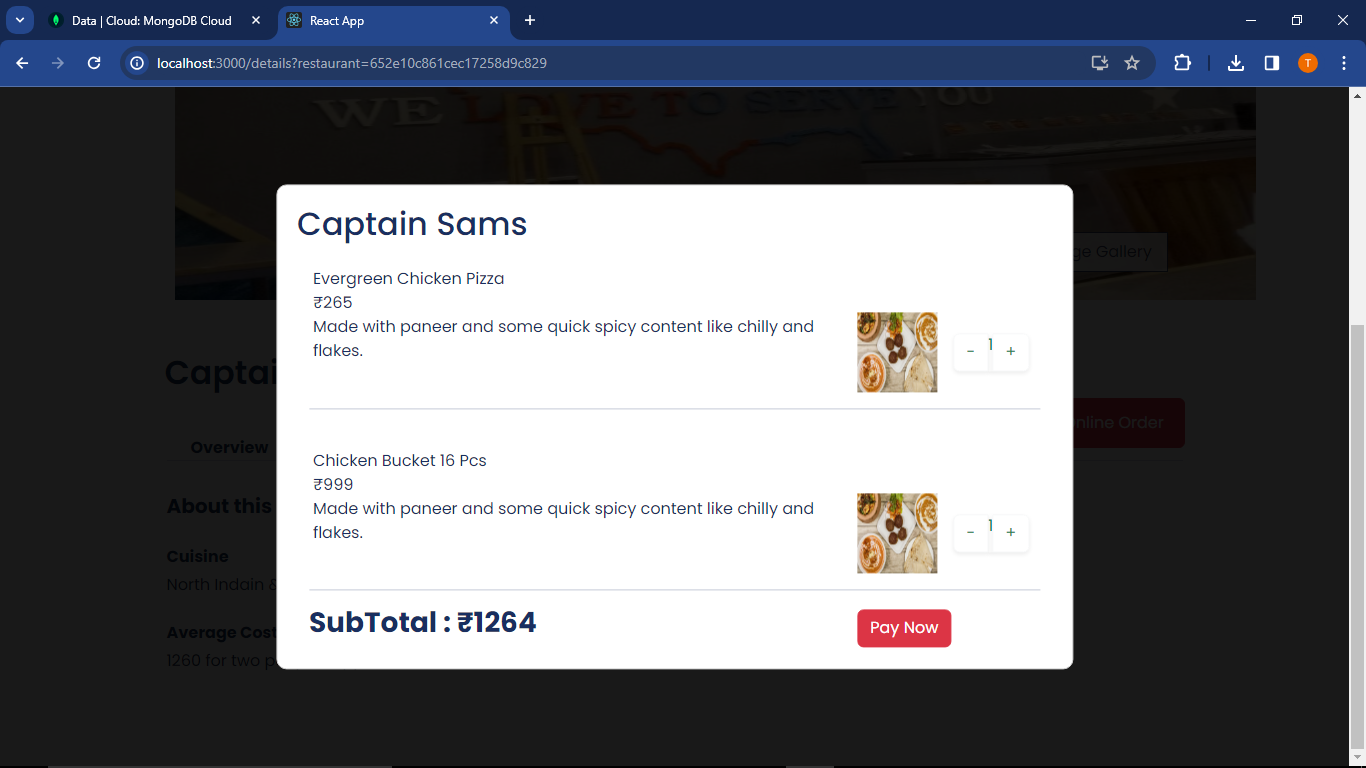 Data | Cloud: MongoDB Cloud
React App
localhost:3000/details?restaurant=652e10c861cec17258d9c829
T
WE LOVE TO SERVE YOU
Captain Sams
Evergreen Chicken Pizza
₹265
Made with paneer and some quick spicy content like chilly and
flakes.
- 1 +
Gallery
Chicken Bucket 16 Pcs
₹999
Made with paneer and some quick spicy content like chilly and
flakes.
- 1 +
SubTotal : ₹1264
Pay Now
Captai
Order
Overview
About this
Cuisine
North Indain &
Average Cost
1260 for two p